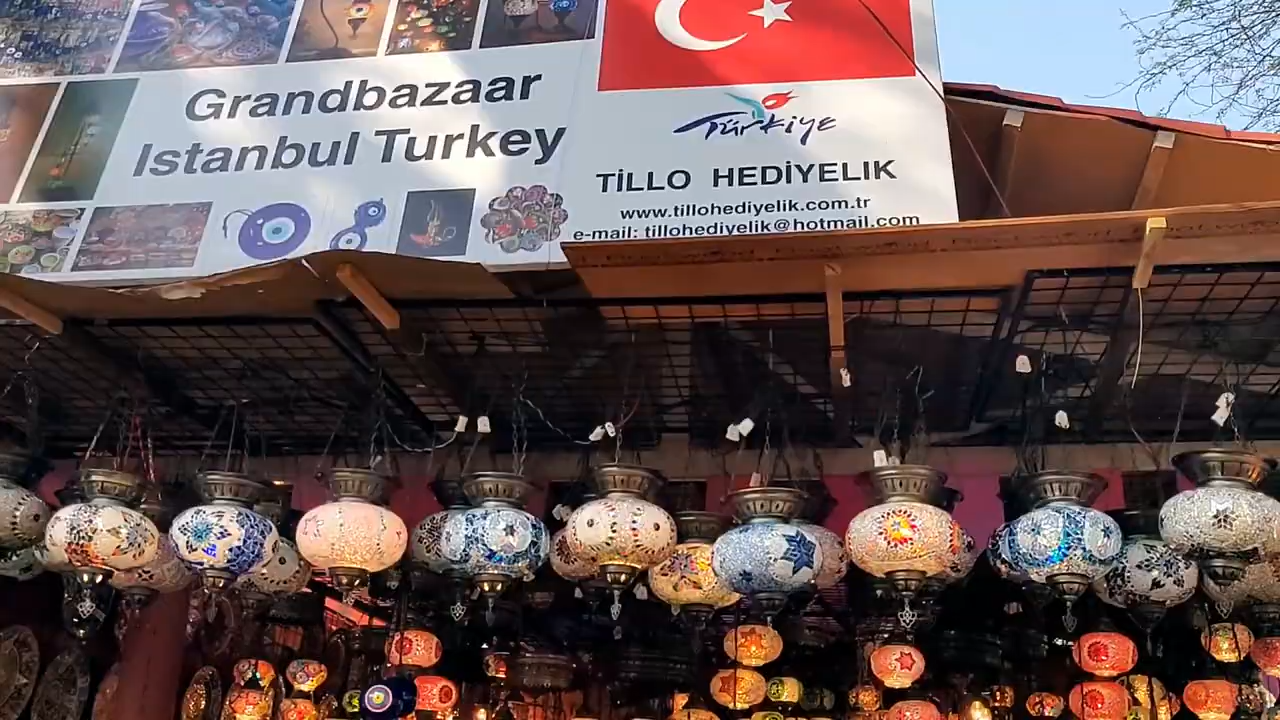 Grandbazaar
Istanbul Turkey
Türkiye
TİLLO HEDİYELIK
www.tillohediyelik.com.tr
e-mail: tillohediyelik@hotmail.com